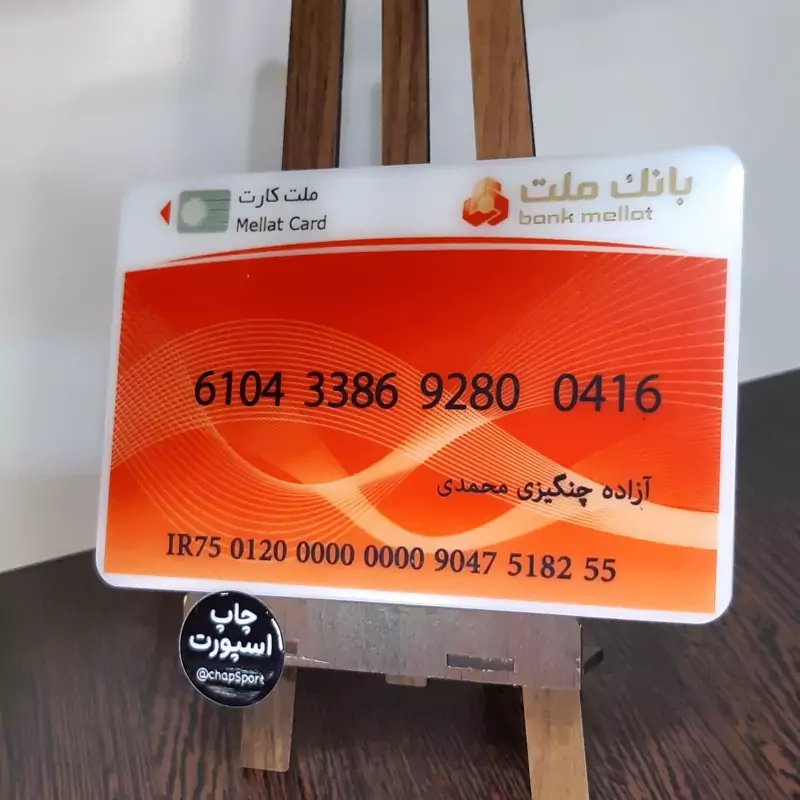 ملت کارت
Mellat Card
بانك ملت
bank mellat
6104 3386 9280 0416
آزاده چنگیزی محمدی
IR75 0120 0000 0000 9047 5182 55
چاپ
اسپورت
@chapSport